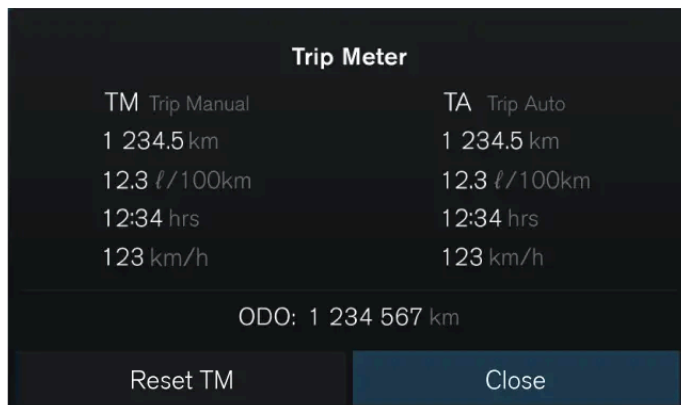 Trip Meter
TM Trip Manual TA Trip Auto
1 234.5 km 1 234.5 km
12.3 ℓ/100km 12.3 ℓ/100km
12:34 hrs 12:34 hrs
123 km/h 123 km/h
ODO: 1 234 567 km
Reset TM Close